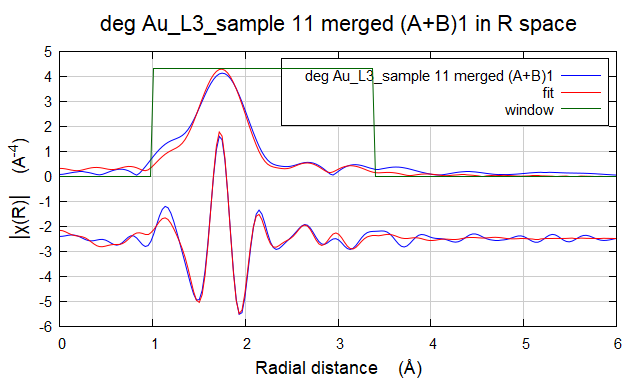 deg Au_L3_sample 11 merged (A+B)1 in R space
deg Au_L3_sample 11 merged (A+B)1
fit
window
5
4
3
2
1
0
-1
-2
-3
-4
-5
-6
|χ(R)| (Å⁻⁴)
0 1 2 3 4 5 6
Radial distance (Å)